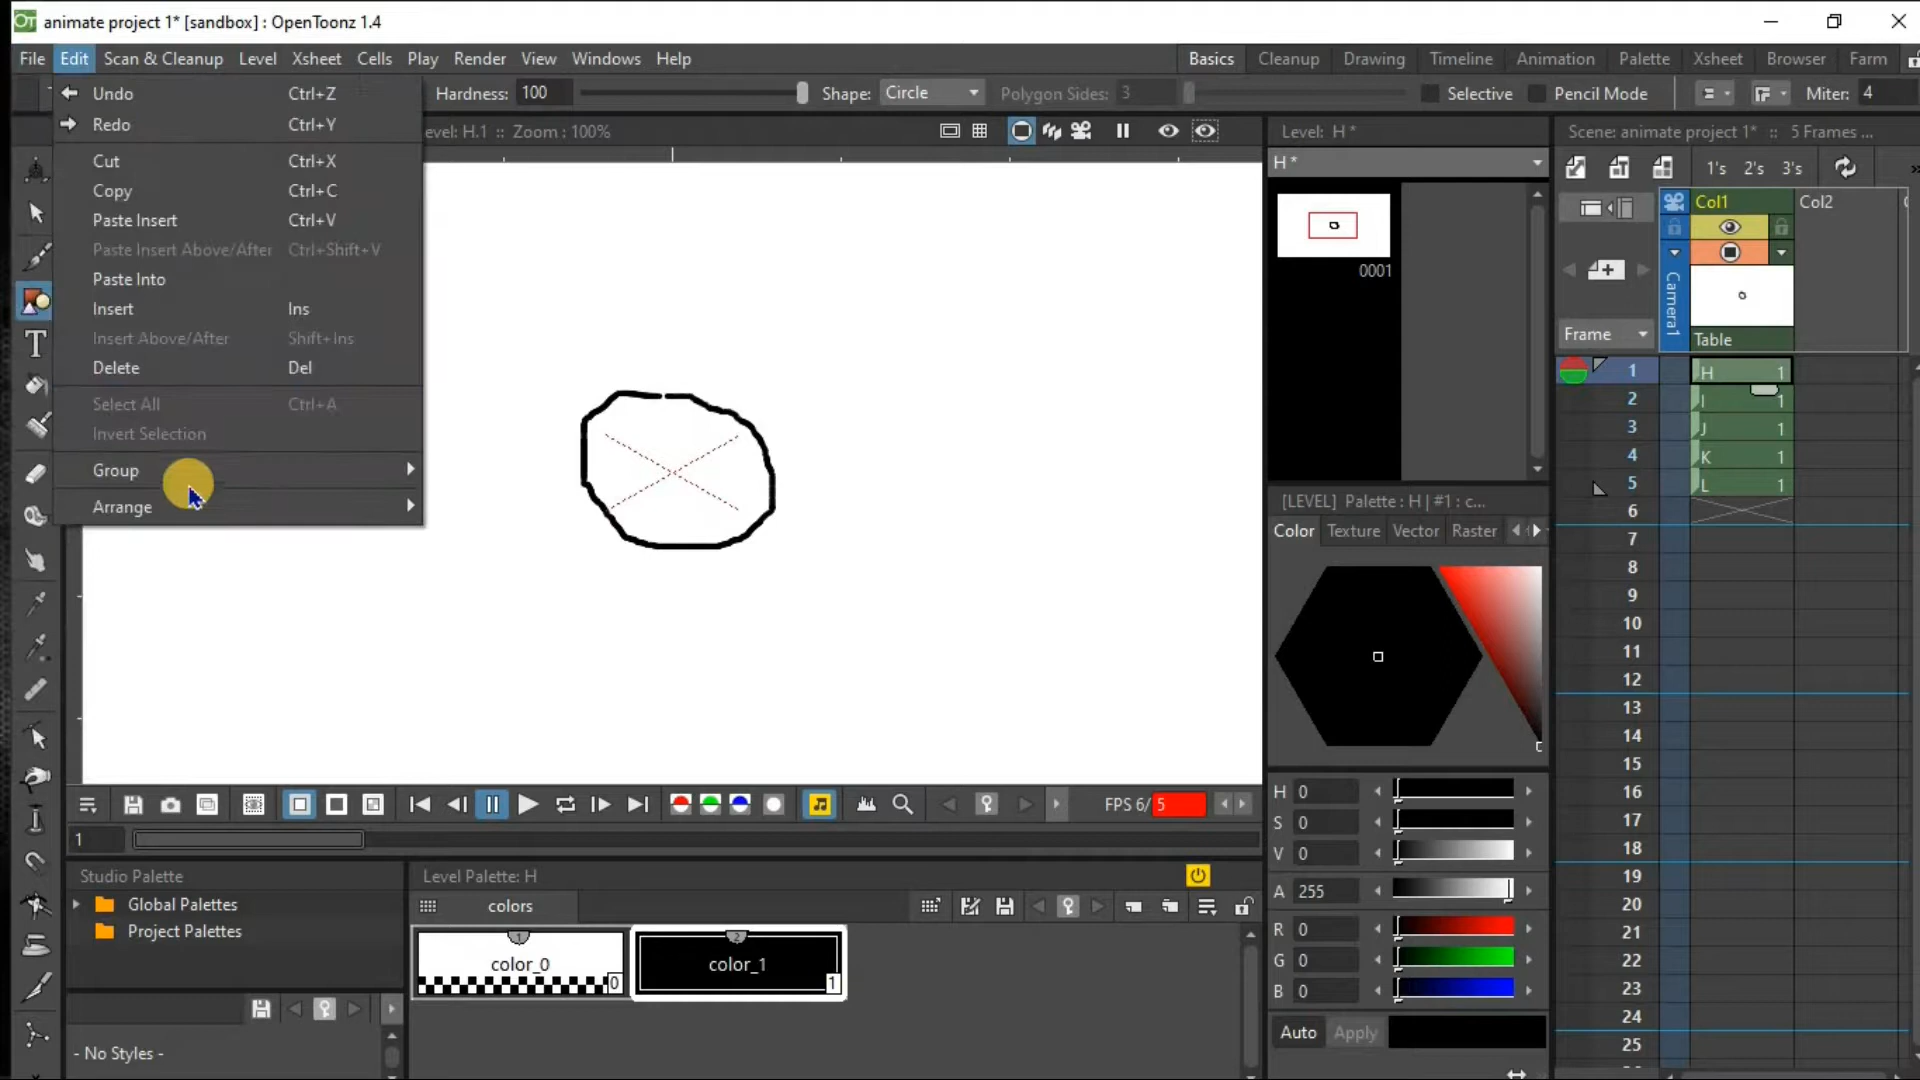 animate project 1* [sandbox] : OpenToonz 1.4
File Edit Scan & Cleanup Level Xsheet Cells Play Render View Windows Help
Basics Cleanup Drawing Timeline Animation Palette Xsheet Browser Farm
Undo Ctrl+Z
Redo Ctrl+Y
Cut Ctrl+X
Copy Ctrl+C
Paste Insert Ctrl+V
Paste Insert Above/After Ctrl+Shift+V
Paste Into
Insert Ins
Insert Above/After Shift+Ins
Delete Del
Select All Ctrl+A
Invert Selection
Group
Arrange
Hardness: 100 Shape: Circle Polygon Sides: 3 Selective Pencil Mode Miter: 4
evel: H.1 :: Zoom : 100%
Level: H *
H *
0001
Scene: animate project 1* :: 5 Frames ...
1's 2's 3's
Col1 Col2
Camera1
Frame
Table
1 H 1
2 I 1
3 J 1
4 K 1
5 L 1
6
7
8
9
10
11
12
13
14
15
16
17
18
19
20
21
22
23
24
25
[LEVEL] Palette : H | #1 : c...
Color Texture Vector Raster
H 0
S 0
V 0
A 255
R 0
G 0
B 0
Auto Apply
FPS 6/5
1
Studio Palette
Global Palettes
Project Palettes
- No Styles -
Level Palette: H
colors
1 color_0 0
2 color_1 1